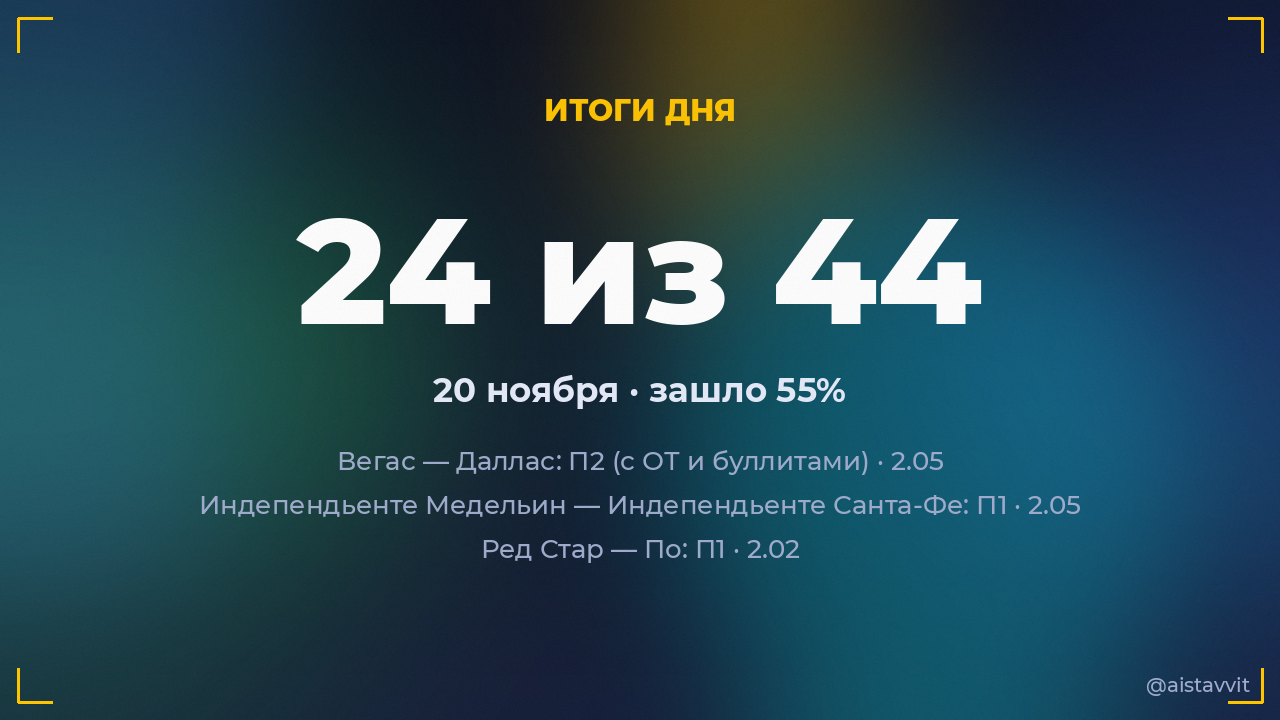 ИТОГИ ДНЯ
24 из 44
20 ноября · зашло 55%
Вегас — Даллас: П2 (с ОТ и буллитами) · 2.05
Индепендьенте Медельин — Индепендьенте Санта-Фе: П1 · 2.05
Ред Стар — По: П1 · 2.02
@aistavvit